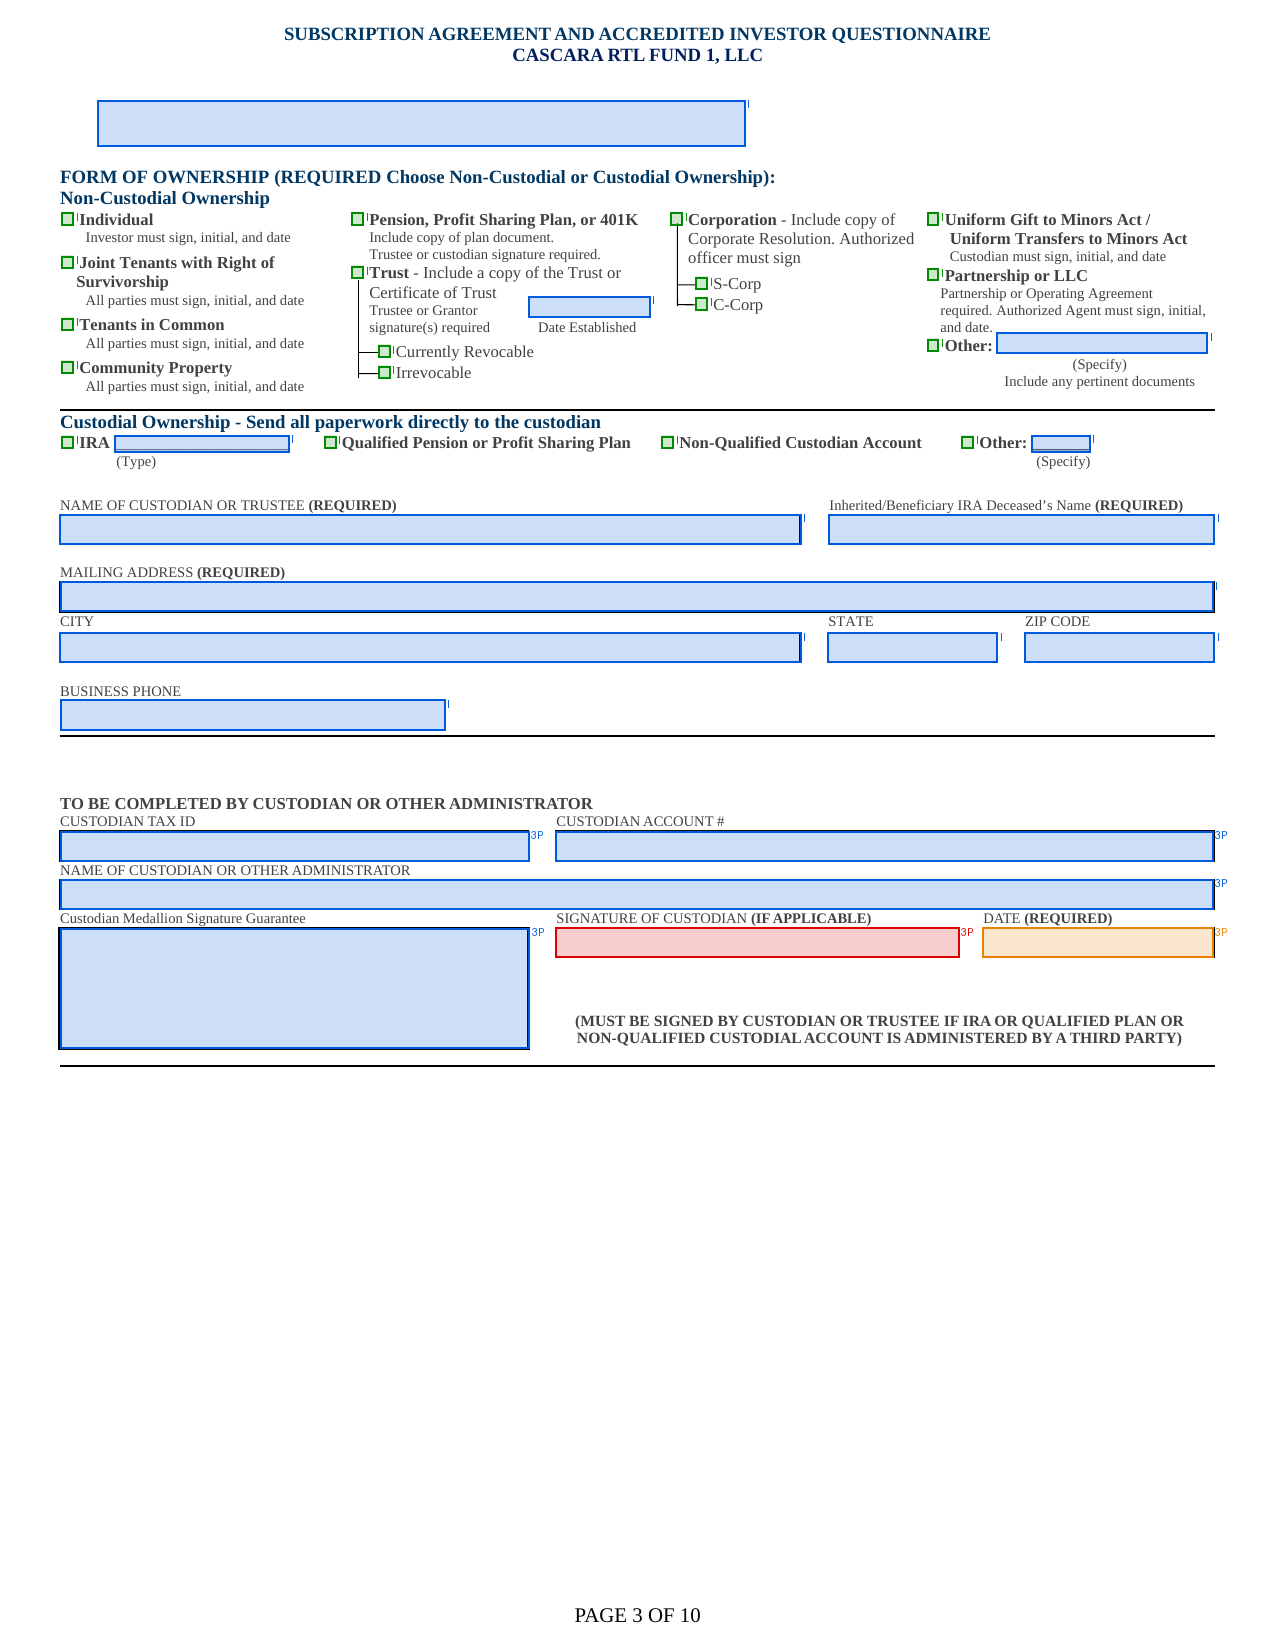 SUBSCRIPTION AGREEMENT AND ACCREDITED INVESTOR QUESTIONNAIRE
CASCARA RTL FUND 1, LLC
I
FORM OF OWNERSHIP (REQUIRED Choose Non-Custodial or Custodial Ownership):
Non-Custodial Ownership
I Individual
Investor must sign, initial, and date
I Joint Tenants with Right of
Survivorship
All parties must sign, initial, and date
I Tenants in Common
All parties must sign, initial, and date
I Community Property
All parties must sign, initial, and date
I Pension, Profit Sharing Plan, or 401K
Include copy of plan document.
Trustee or custodian signature required.
I Trust - Include a copy of the Trust or
Certificate of Trust
Trustee or Grantor
signature(s) required
I
Date Established
I Currently Revocable
I Irrevocable
I Corporation - Include copy of
Corporate Resolution. Authorized
officer must sign
I S-Corp
I C-Corp
I Uniform Gift to Minors Act /
Uniform Transfers to Minors Act
Custodian must sign, initial, and date
I Partnership or LLC
Partnership or Operating Agreement
required. Authorized Agent must sign, initial,
and date.
I Other: I
(Specify)
Include any pertinent documents
Custodial Ownership - Send all paperwork directly to the custodian
I IRA I I Qualified Pension or Profit Sharing Plan I Non-Qualified Custodian Account I Other: I
(Type) (Specify)
NAME OF CUSTODIAN OR TRUSTEE (REQUIRED) Inherited/Beneficiary IRA Deceased’s Name (REQUIRED)
I I
MAILING ADDRESS (REQUIRED)
I
CITY STATE ZIP CODE
I I I
BUSINESS PHONE
I
TO BE COMPLETED BY CUSTODIAN OR OTHER ADMINISTRATOR
CUSTODIAN TAX ID CUSTODIAN ACCOUNT #
3P 3P
NAME OF CUSTODIAN OR OTHER ADMINISTRATOR
3P
Custodian Medallion Signature Guarantee SIGNATURE OF CUSTODIAN (IF APPLICABLE) DATE (REQUIRED)
3P 3P 3P
(MUST BE SIGNED BY CUSTODIAN OR TRUSTEE IF IRA OR QUALIFIED PLAN OR
NON-QUALIFIED CUSTODIAL ACCOUNT IS ADMINISTERED BY A THIRD PARTY)
PAGE 3 OF 10